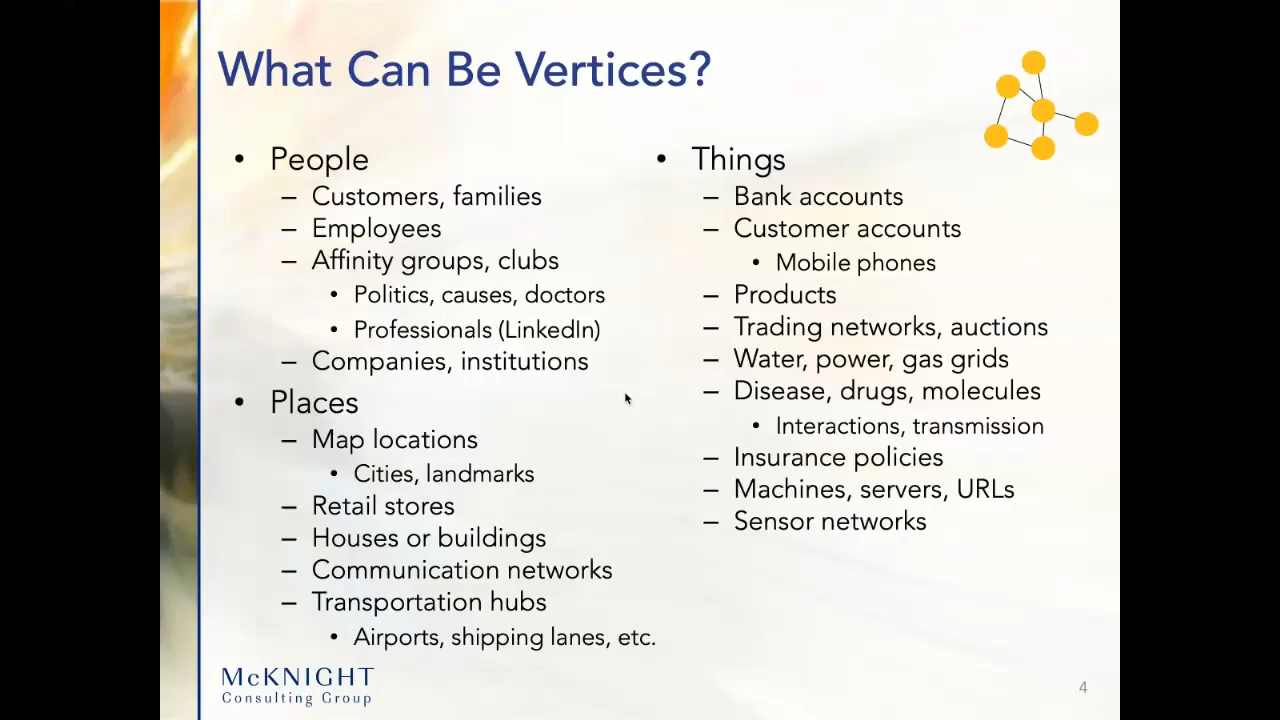 What Can Be Vertices?
• People
– Customers, families
– Employees
– Affinity groups, clubs
• Politics, causes, doctors
• Professionals (LinkedIn)
– Companies, institutions
• Places
– Map locations
• Cities, landmarks
– Retail stores
– Houses or buildings
– Communication networks
– Transportation hubs
• Airports, shipping lanes, etc.
• Things
– Bank accounts
– Customer accounts
• Mobile phones
– Products
– Trading networks, auctions
– Water, power, gas grids
– Disease, drugs, molecules
• Interactions, transmission
– Insurance policies
– Machines, servers, URLs
– Sensor networks
McKNIGHT
Consulting Group
4